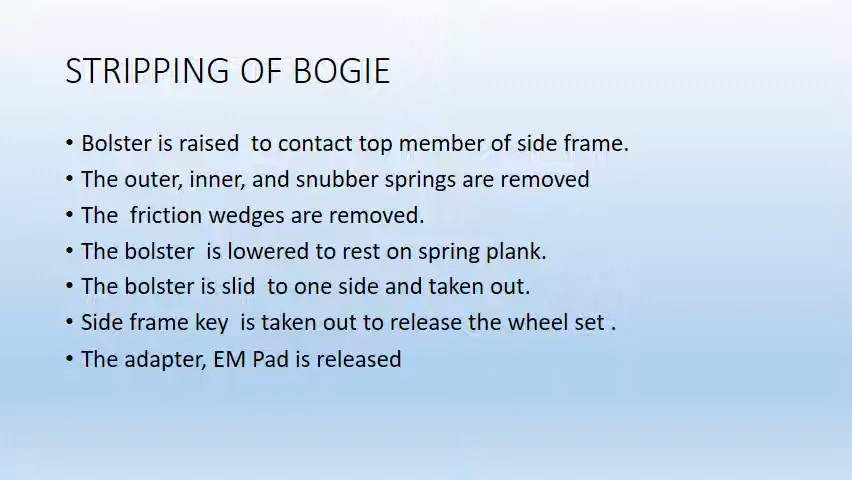 STRIPPING OF BOGIE
• Bolster is raised  to contact top member of side frame.
• The outer, inner, and snubber springs are removed
• The  friction wedges are removed.
• The bolster  is lowered to rest on spring plank.
• The bolster is slid  to one side and taken out.
• Side frame key  is taken out to release the wheel set .
• The adapter, EM Pad is released